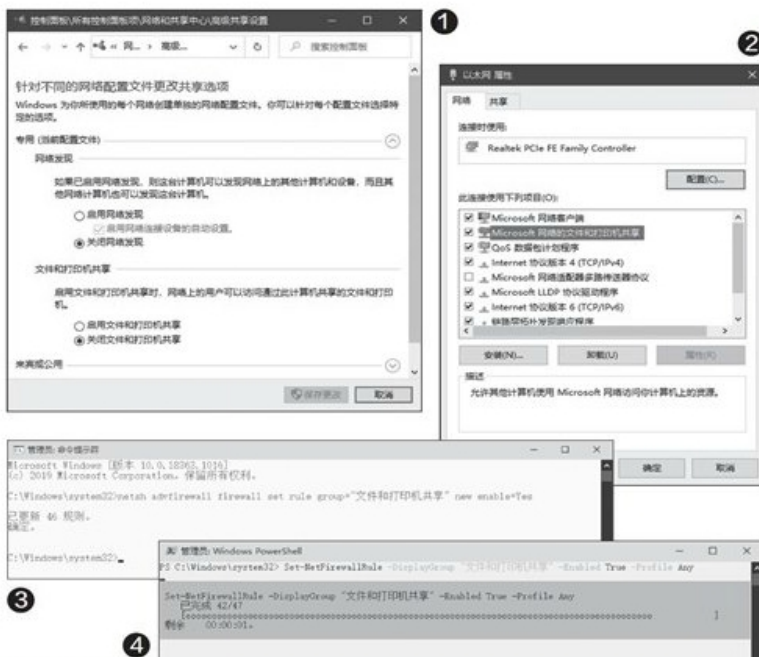 控制面板\所有控制面板项\网络和共享中心\高级共享设置
« 网... › 高级...
搜索控制面板
针对不同的网络配置文件更改共享选项
Windows 为你所使用的每个网络创建单独的网络配置文件。你可以针对每个配置文件选择特
定的选项。
专用 (当前配置文件)
网络发现
如果已启用网络发现，则这台计算机可以发现网络上的其他计算机和设备，而且其
他网络计算机也可以发现这台计算机。
启用网络发现
启用网络连接设备的自动设置。
关闭网络发现
文件和打印机共享
启用文件和打印机共享时，网络上的用户可以访问通过此计算机共享的文件和打印
机。
启用文件和打印机共享
关闭文件和打印机共享
来宾或公用
保存更改
取消
1
2
以太网 属性
网络 共享
连接时使用:
Realtek PCIe FE Family Controller
配置(C)...
此连接使用下列项目(O):
Microsoft 网络客户端
Microsoft 网络的文件和打印机共享
QoS 数据包计划程序
Internet 协议版本 4 (TCP/IPv4)
Microsoft 网络适配器多路传送器协议
Microsoft LLDP 协议驱动程序
Internet 协议版本 6 (TCP/IPv6)
链路层拓扑发现响应程序
安装(N)... 卸载(U) 属性(R)
描述
允许其他计算机使用 Microsoft 网络访问你计算机上的资源。
确定 取消
管理员: 命令提示符
Microsoft Windows [版本 10.0.18363.1016]
(c) 2019 Microsoft Corporation。保留所有权利。
C:\Windows\system32>netsh advfirewall firewall set rule group="文件和打印机共享" new enable=Yes
已更新 46 规则。
确定。
C:\Windows\system32>
3
管理员: Windows PowerShell
PS C:\Windows\system32> Set-NetFirewallRule -DisplayGroup "文件和打印机共享" -Enabled True -Profile Any
Set-NetFirewallRule -DisplayGroup "文件和打印机共享" -Enabled True -Profile Any
已完成 42/47
[oooooooooooooooooooooooooooooooooooooooooooooooooooooooooooooooooooooooooooooooo ]
剩余 00:00:01。
4